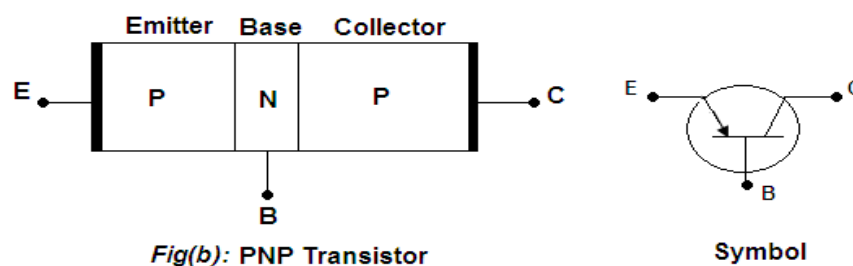 Emitter Base Collector
E P N P C
B
Fig(b): PNP Transistor
E C
B
Symbol